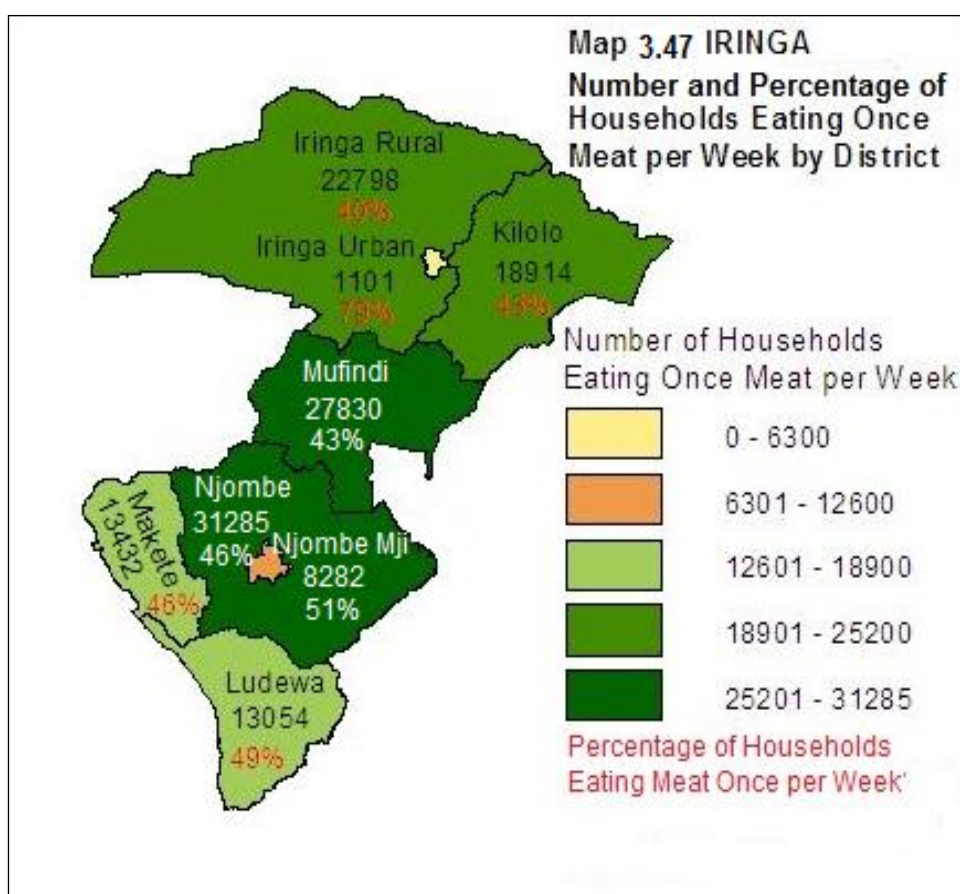 Map 3.47 IRINGA
Number and Percentage of
Households Eating Once
Meat per Week by District
Iringa Rural
22798
40%
Iringa Urban
1101
79%
Kilolo
18914
45%
Mufindi
27830
43%
Njombe
31285
46%
Njombe Mji
8282
51%
Makete
13432
46%
Ludewa
13054
49%
Number of Households
Eating Once Meat per Week
0 - 6300
6301 - 12600
12601 - 18900
18901 - 25200
25201 - 31285
Percentage of Households
Eating Meat Once per Week